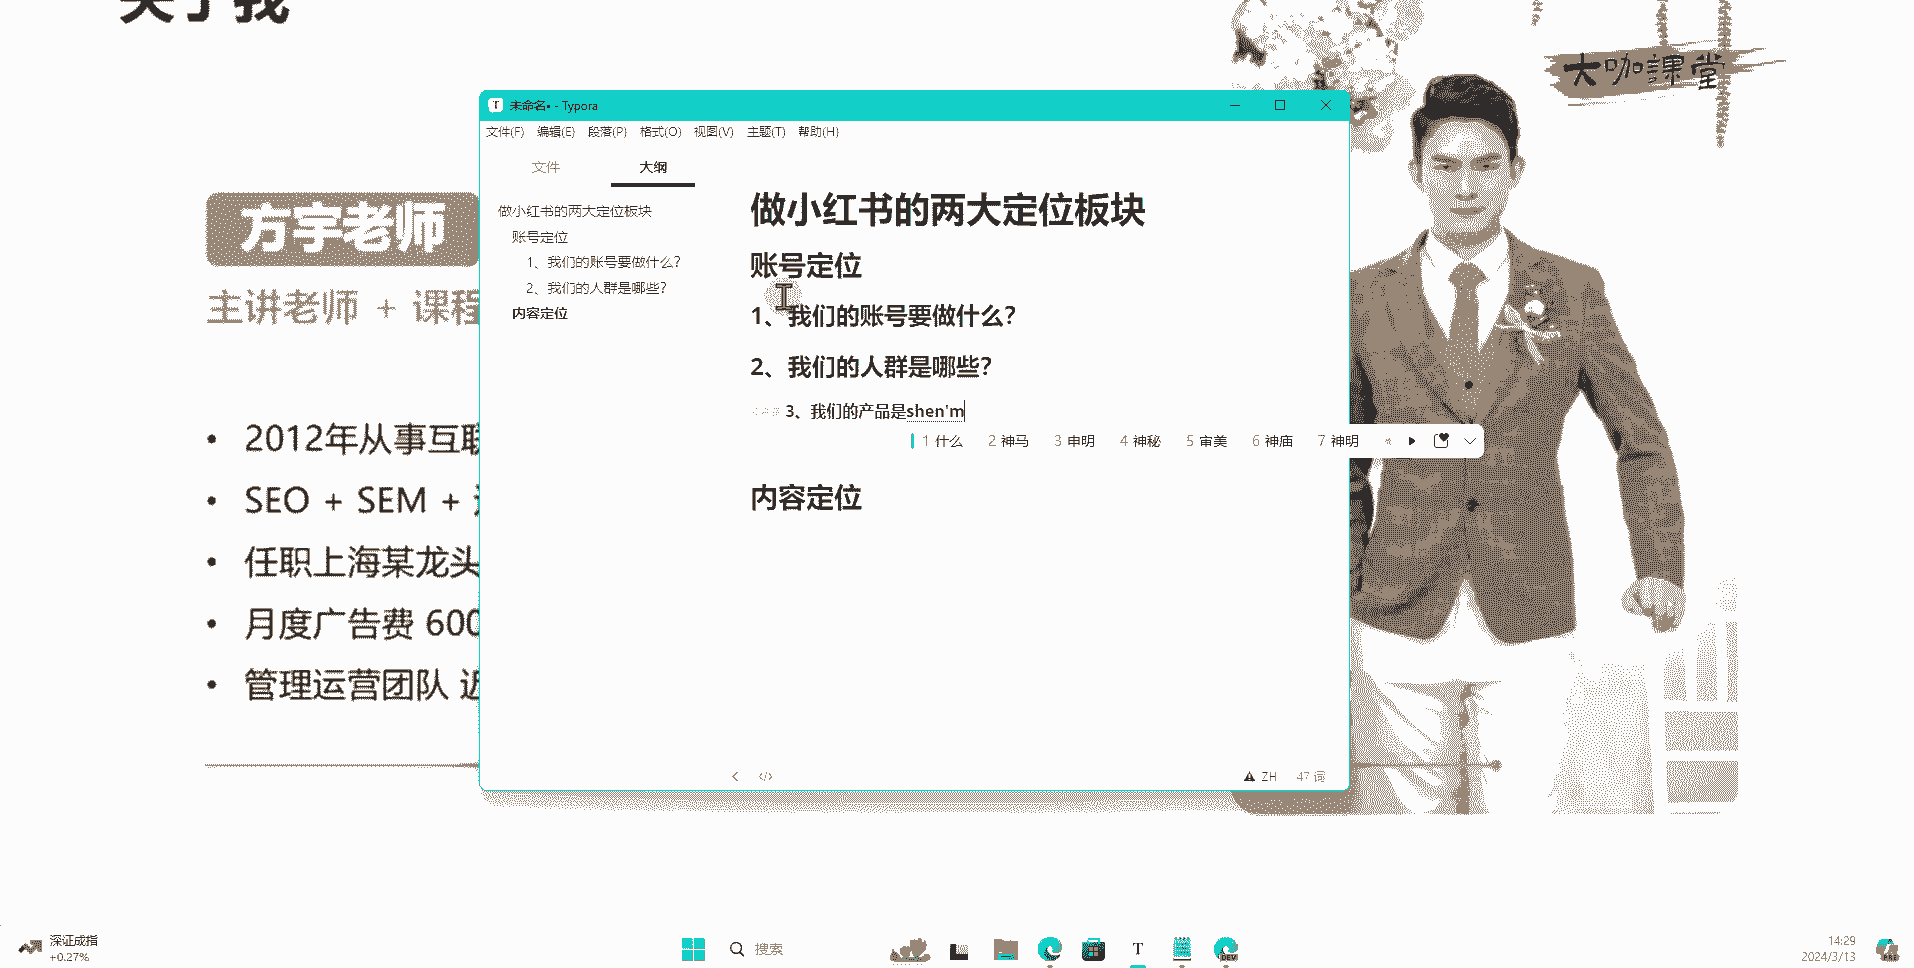 关于我
大咖課堂
方宇老师
主讲老师 + 课程
• 2012年从事互联
• SEO + SEM +
• 任职上海某龙头
• 月度广告费 600
• 管理运营团队 近
未命名• - Typora
文件(F) 编辑(E) 段落(P) 格式(O) 视图(V) 主题(T) 帮助(H)
文件 大纲
做小红书的两大定位板块
账号定位
1、我们的账号要做什么?
2、我们的人群是哪些?
内容定位
做小红书的两大定位板块
账号定位
1、我们的账号要做什么?
2、我们的人群是哪些?
3、我们的产品是shen'm
1 什么 2 神马 3 申明 4 神秘 5 审美 6 神庙 7 神明
内容定位
ZH 47 词
深证成指
+0.27%
搜索
T
DEV
14:29
2024/3/13
PRE